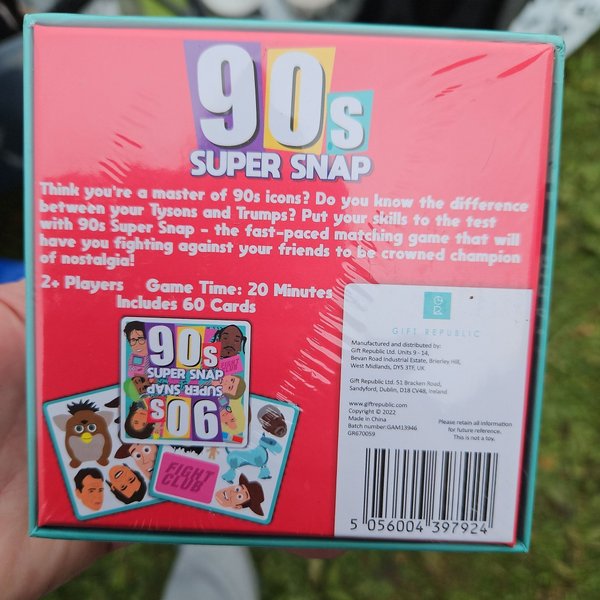 90s
SUPER SNAP
Think you're a master of 90s icons? Do you know the difference
between your Tysons and Trumps? Put your skills to the test
with 90s Super Snap - the fast-paced matching game that will
have you fighting against your friends to be crowned champion
of nostalgia!
2+ Players Game Time: 20 Minutes
Includes 60 Cards
90s
SUPER SNAP
SUPER SNAP
90s
FIGHT
CLUB
GR
GIFT REPUBLIC
Manufactured and distributed by:
Gift Republic Ltd. Units 9 - 14,
Bevan Road Industrial Estate, Brierley Hill,
West Midlands, DY5 3TF, UK
Gift Republic Ltd. 51 Bracken Road,
Sandyford, Dublin, D18 CV48, Ireland
www.giftrepublic.com
Copyright © 2022
Made in China
Batch number:GAM13946
GR670059
Please retain all information
for future reference.
This is not a toy.
5 056004 397924